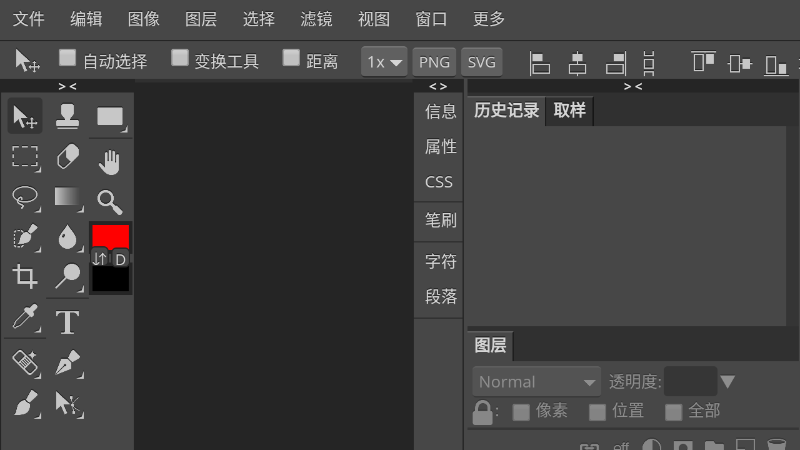 文件 编辑 图像 图层 选择 滤镜 视图 窗口 更多
自动选择 变换工具 距离 1x PNG SVG
> < < > > <
信息
属性
CSS
笔刷
字符
段落
历史记录 取样
D
T
图层
Normal 透明度:
: 像素 位置 全部
eff